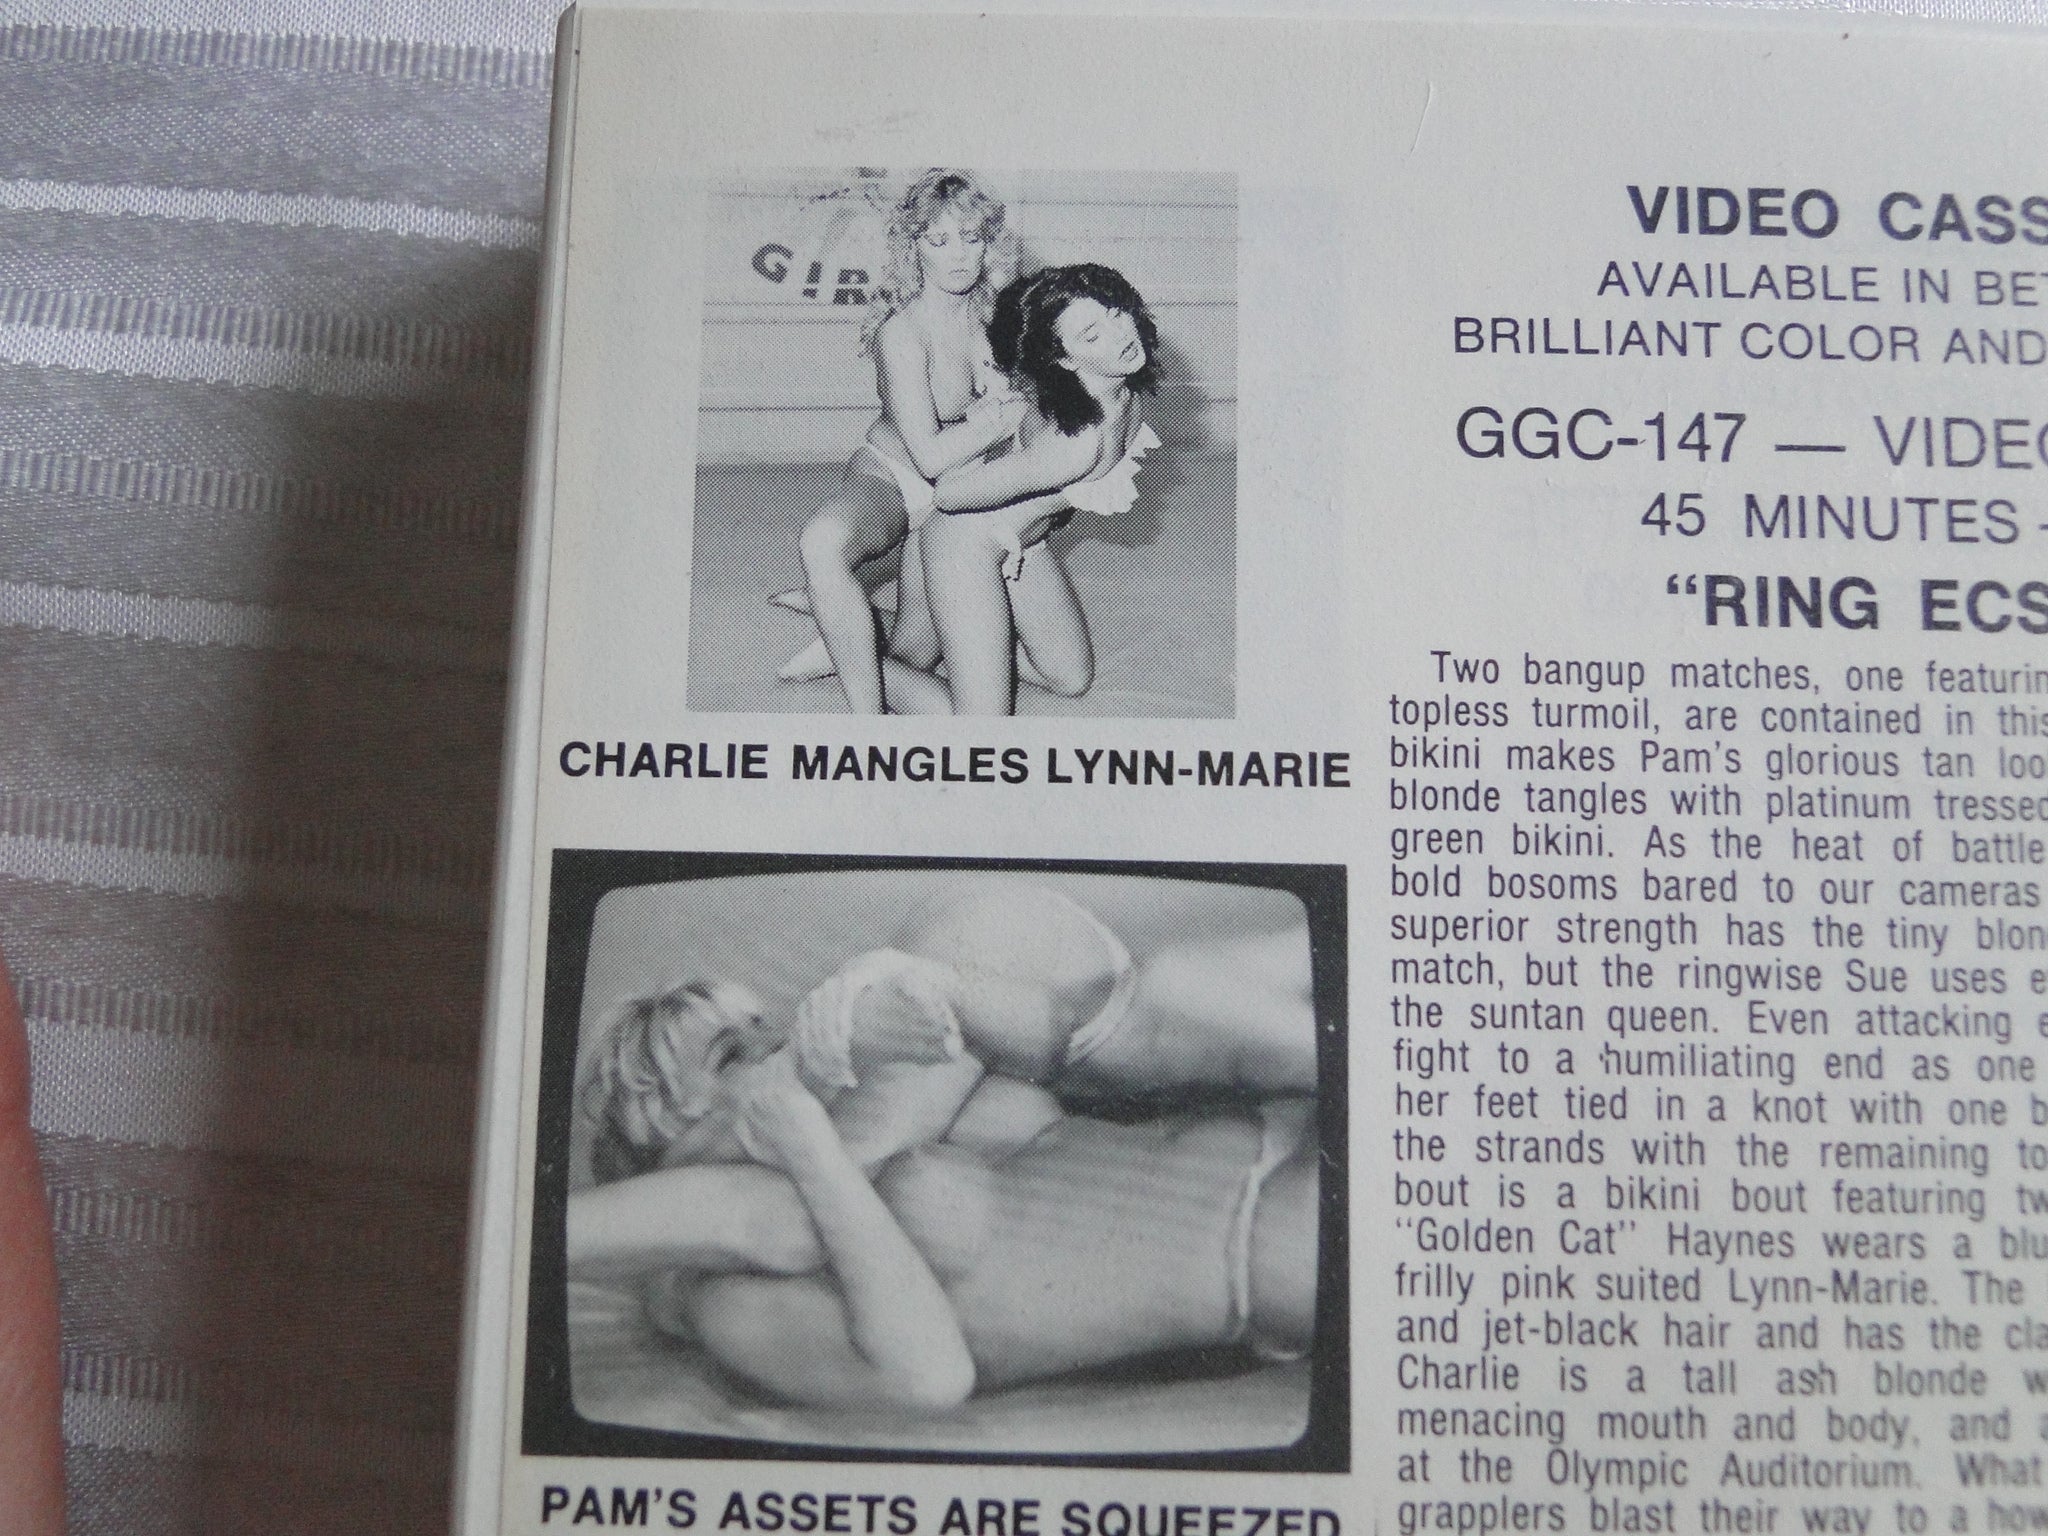 GIR
CHARLIE MANGLES LYNN-MARIE
PAM'S ASSETS ARE SQUEEZED
VIDEO CASS
AVAILABLE IN BET
BRILLIANT COLOR AND
GGC-147 — VIDEO
45 MINUTES -
"RING ECS
Two bangup matches, one featurin
topless turmoil, are contained in this
bikini makes Pam's glorious tan loo
blonde tangles with platinum tressed
green bikini. As the heat of battle
bold bosoms bared to our cameras
superior strength has the tiny blon
match, but the ringwise Sue uses e
the suntan queen. Even attacking e
fight to a humiliating end as one
her feet tied in a knot with one b
the strands with the remaining to
bout is a bikini bout featuring tw
"Golden Cat" Haynes wears a blu
frilly pink suited Lynn-Marie. The
and jet-black hair and has the cla
Charlie is a tall ash blonde w
menacing mouth and body, and a
at the Olympic Auditorium. What
grapplers blast their way to a how